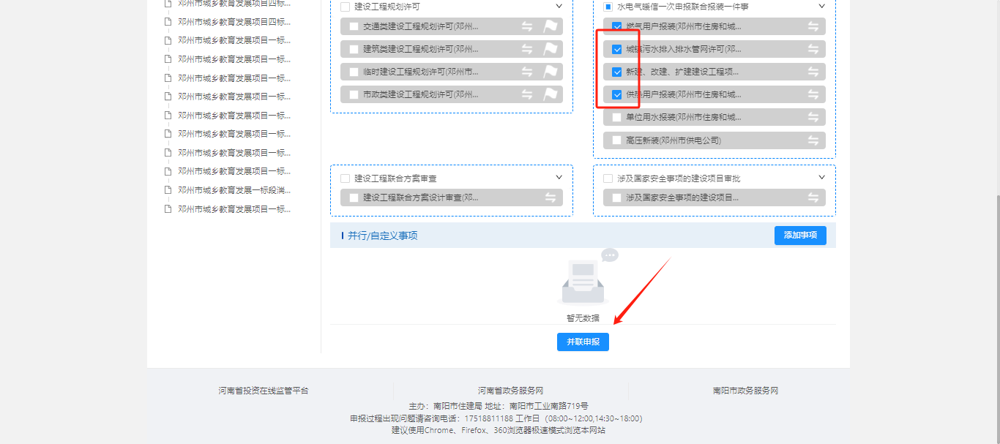 邓州市城乡教育发展项目四标...
邓州市城乡教育发展项目四标...
邓州市城乡教育发展项目一标...
邓州市城乡教育发展项目一标...
邓州市城乡教育发展项目一标...
邓州市城乡教育发展项目一标...
邓州市城乡教育发展项目一标...
邓州市城乡教育发展项目一标...
邓州市城乡教育发展项目一标...
邓州市城乡教育发展项目一标...
邓州市城乡教育发展一标段湍...
邓州市城乡教育发展项目一标...
建设工程规划许可
交通类建设工程规划许可(邓州...
建筑类建设工程规划许可(邓州...
临时建设工程规划许可(邓州市...
市政类建设工程规划许可(邓州...
水电气暖信一次申报联合报装一件事
燃气用户报装(邓州市住房和城...
城镇污水排入排水管网许可(邓...
新建、改建、扩建建设工程项...
供热用户报装(邓州市住房和城...
单位用水报装(邓州市住房和城...
高压新装(邓州市供电公司)
建设工程联合方案审查
建设工程联合方案设计审查(邓...
涉及国家安全事项的建设项目审批
涉及国家安全事项的建设项目...
并行/自定义事项
添加事项
暂无数据
并联申报
河南省投资在线监管平台
河南省政务服务网
南阳市政务服务网
主办：南阳市住建局 地址：南阳市工业南路719号
申报过程出现问题请咨询电话：17518811188 工作日（08:00~12:00,14:30~18:00）
建议使用Chrome、Firefox、360浏览器极速模式浏览本网站